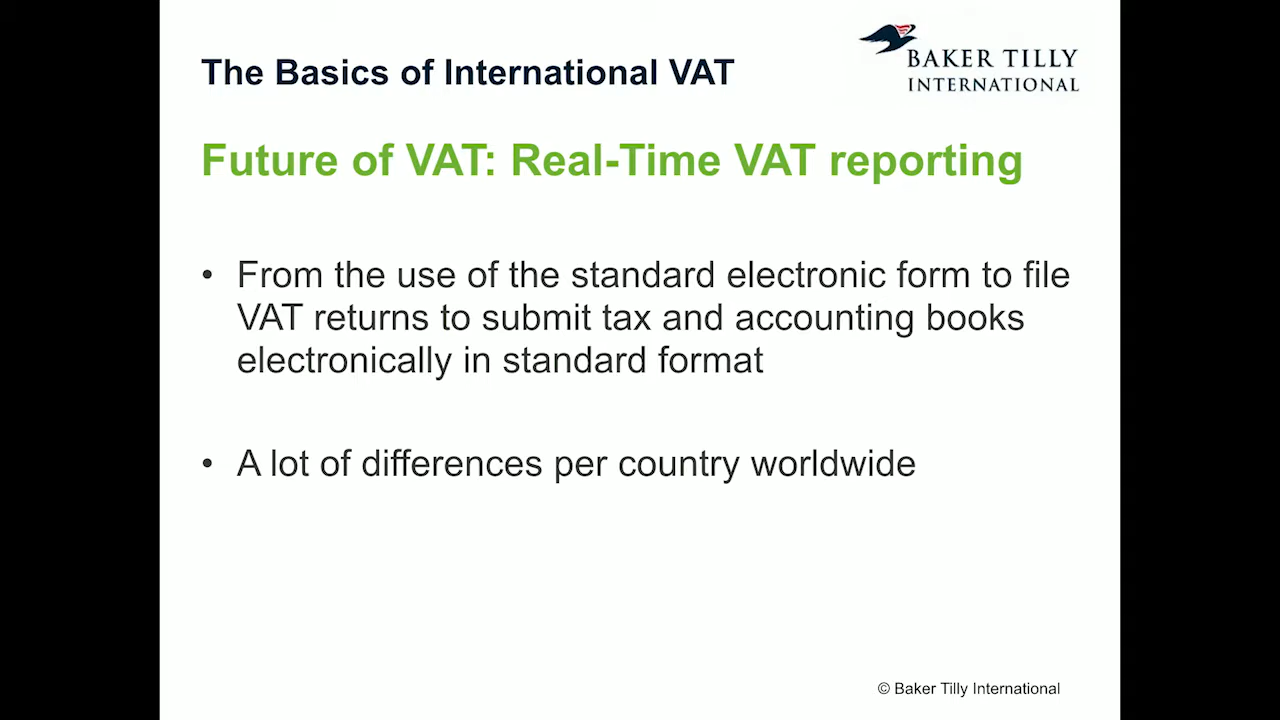 The Basics of International VAT
BAKER TILLY
INTERNATIONAL
Future of VAT: Real-Time VAT reporting
• From the use of the standard electronic form to file
VAT returns to submit tax and accounting books
electronically in standard format
• A lot of differences per country worldwide
© Baker Tilly International